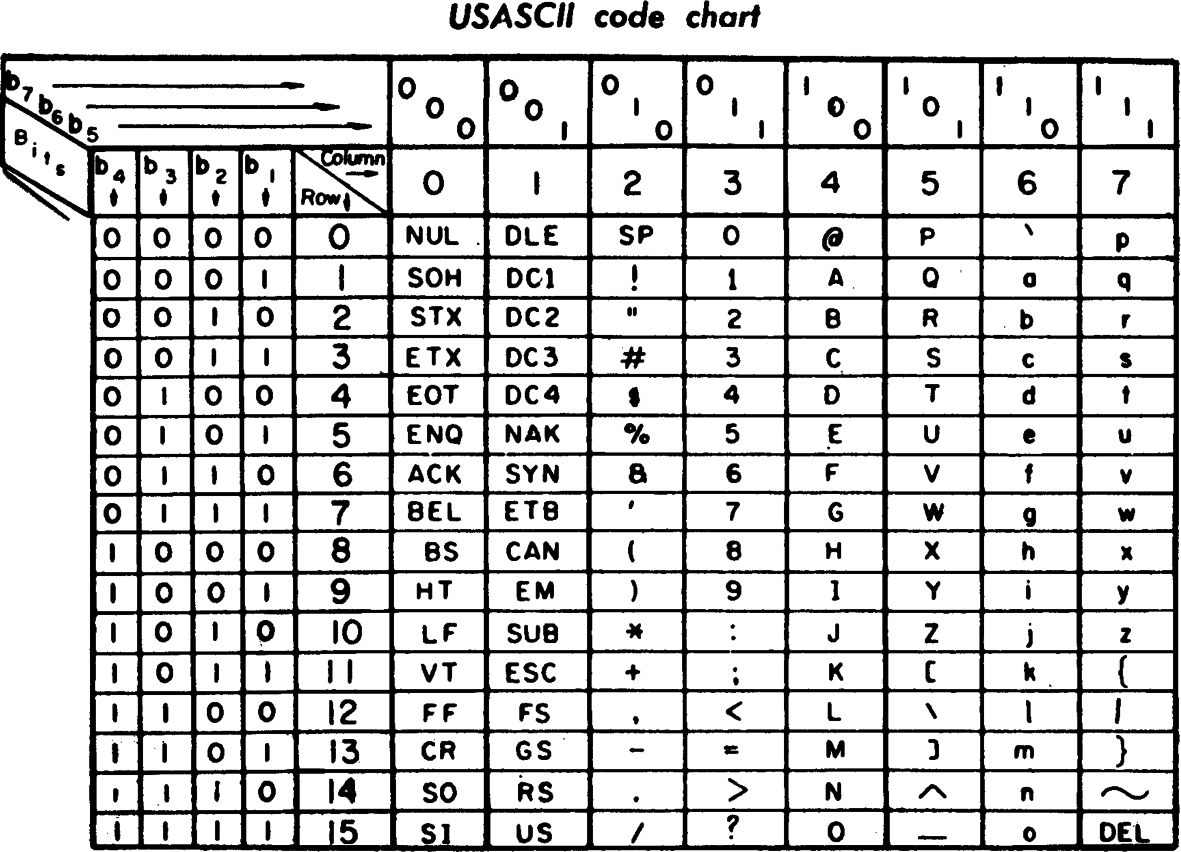 USASCII code chart
b7 b6 b5 0 0 0 0 0 1 0 1 0 0 1 1 1 0 0 1 0 1 1 1 0 1 1 1
Bits b4 b3 b2 b1 Column Row 0 1 2 3 4 5 6 7
0 0 0 0 0 NUL DLE SP 0 @ P ` p
0 0 0 1 1 SOH DC1 ! 1 A Q a q
0 0 1 0 2 STX DC2 " 2 B R b r
0 0 1 1 3 ETX DC3 # 3 C S c s
0 1 0 0 4 EOT DC4 $ 4 D T d t
0 1 0 1 5 ENQ NAK % 5 E U e u
0 1 1 0 6 ACK SYN & 6 F V f v
0 1 1 1 7 BEL ETB ' 7 G W g w
1 0 0 0 8 BS CAN ( 8 H X h x
1 0 0 1 9 HT EM ) 9 I Y i y
1 0 1 0 10 LF SUB * : J Z j z
1 0 1 1 11 VT ESC + ; K [ k {
1 1 0 0 12 FF FS , < L \ l |
1 1 0 1 13 CR GS - = M ] m }
1 1 1 0 14 SO RS . > N ^ n ~
1 1 1 1 15 SI US / ? O _ o DEL